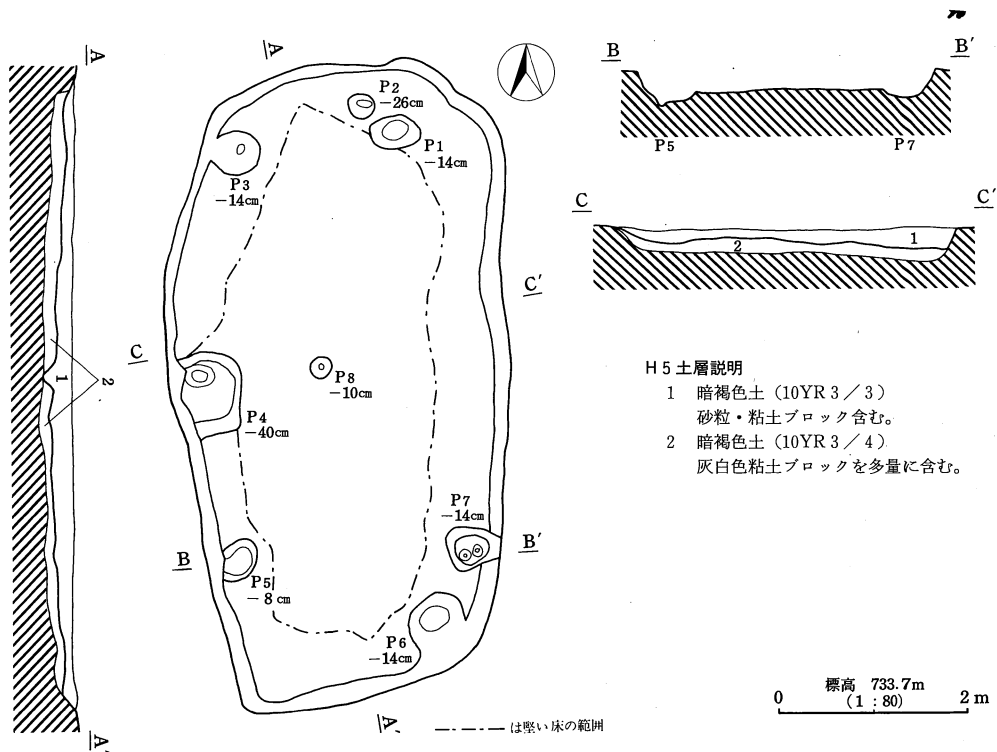 A
A
B
B′
P2
−26cm
P1
−14cm
P3
−14cm
P5
P7
C
C′
1
2
C′
C
P8
−10cm
P4
−40cm
1
2
H5土層説明
1 暗褐色土（10YR 3／3）
砂粒・粘土ブロック含む。
2 暗褐色土（10YR 3／4）
灰白色粘土ブロックを多量に含む。
P7
−14cm
B
B′
P5
−8cm
P6
−14cm
標高 733.7m
0 （1：80） 2m
A′
A′
は堅い床の範囲